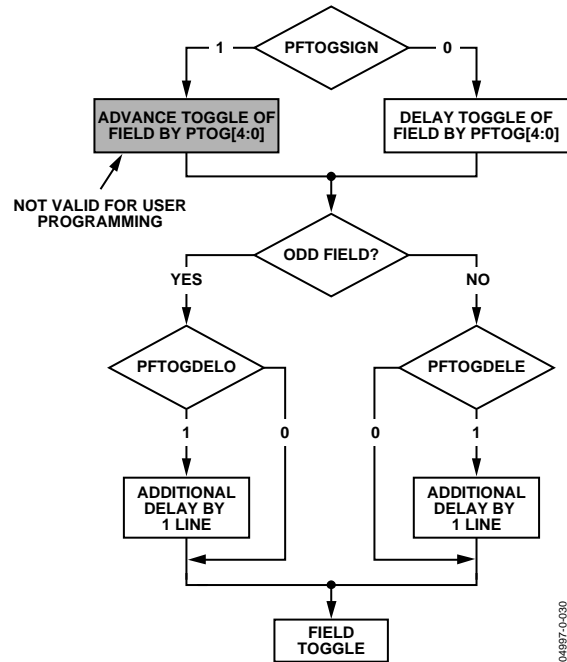 PFTOGSIGN
1
0
ADVANCE TOGGLE OF
FIELD BY PTOG[4:0]
DELAY TOGGLE OF
FIELD BY PFTOG[4:0]
NOT VALID FOR USER
PROGRAMMING
ODD FIELD?
YES
NO
PFTOGDELO
PFTOGDELE
1
0
0
1
ADDITIONAL
DELAY BY
1 LINE
ADDITIONAL
DELAY BY
1 LINE
FIELD
TOGGLE
04997-0-030